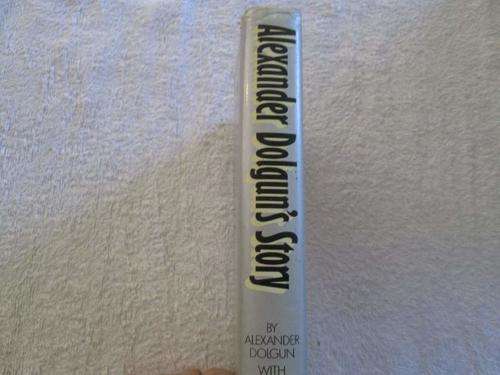 Alexander Dolgun's Story
BY
ALEXANDER
DOLGUN
WITH